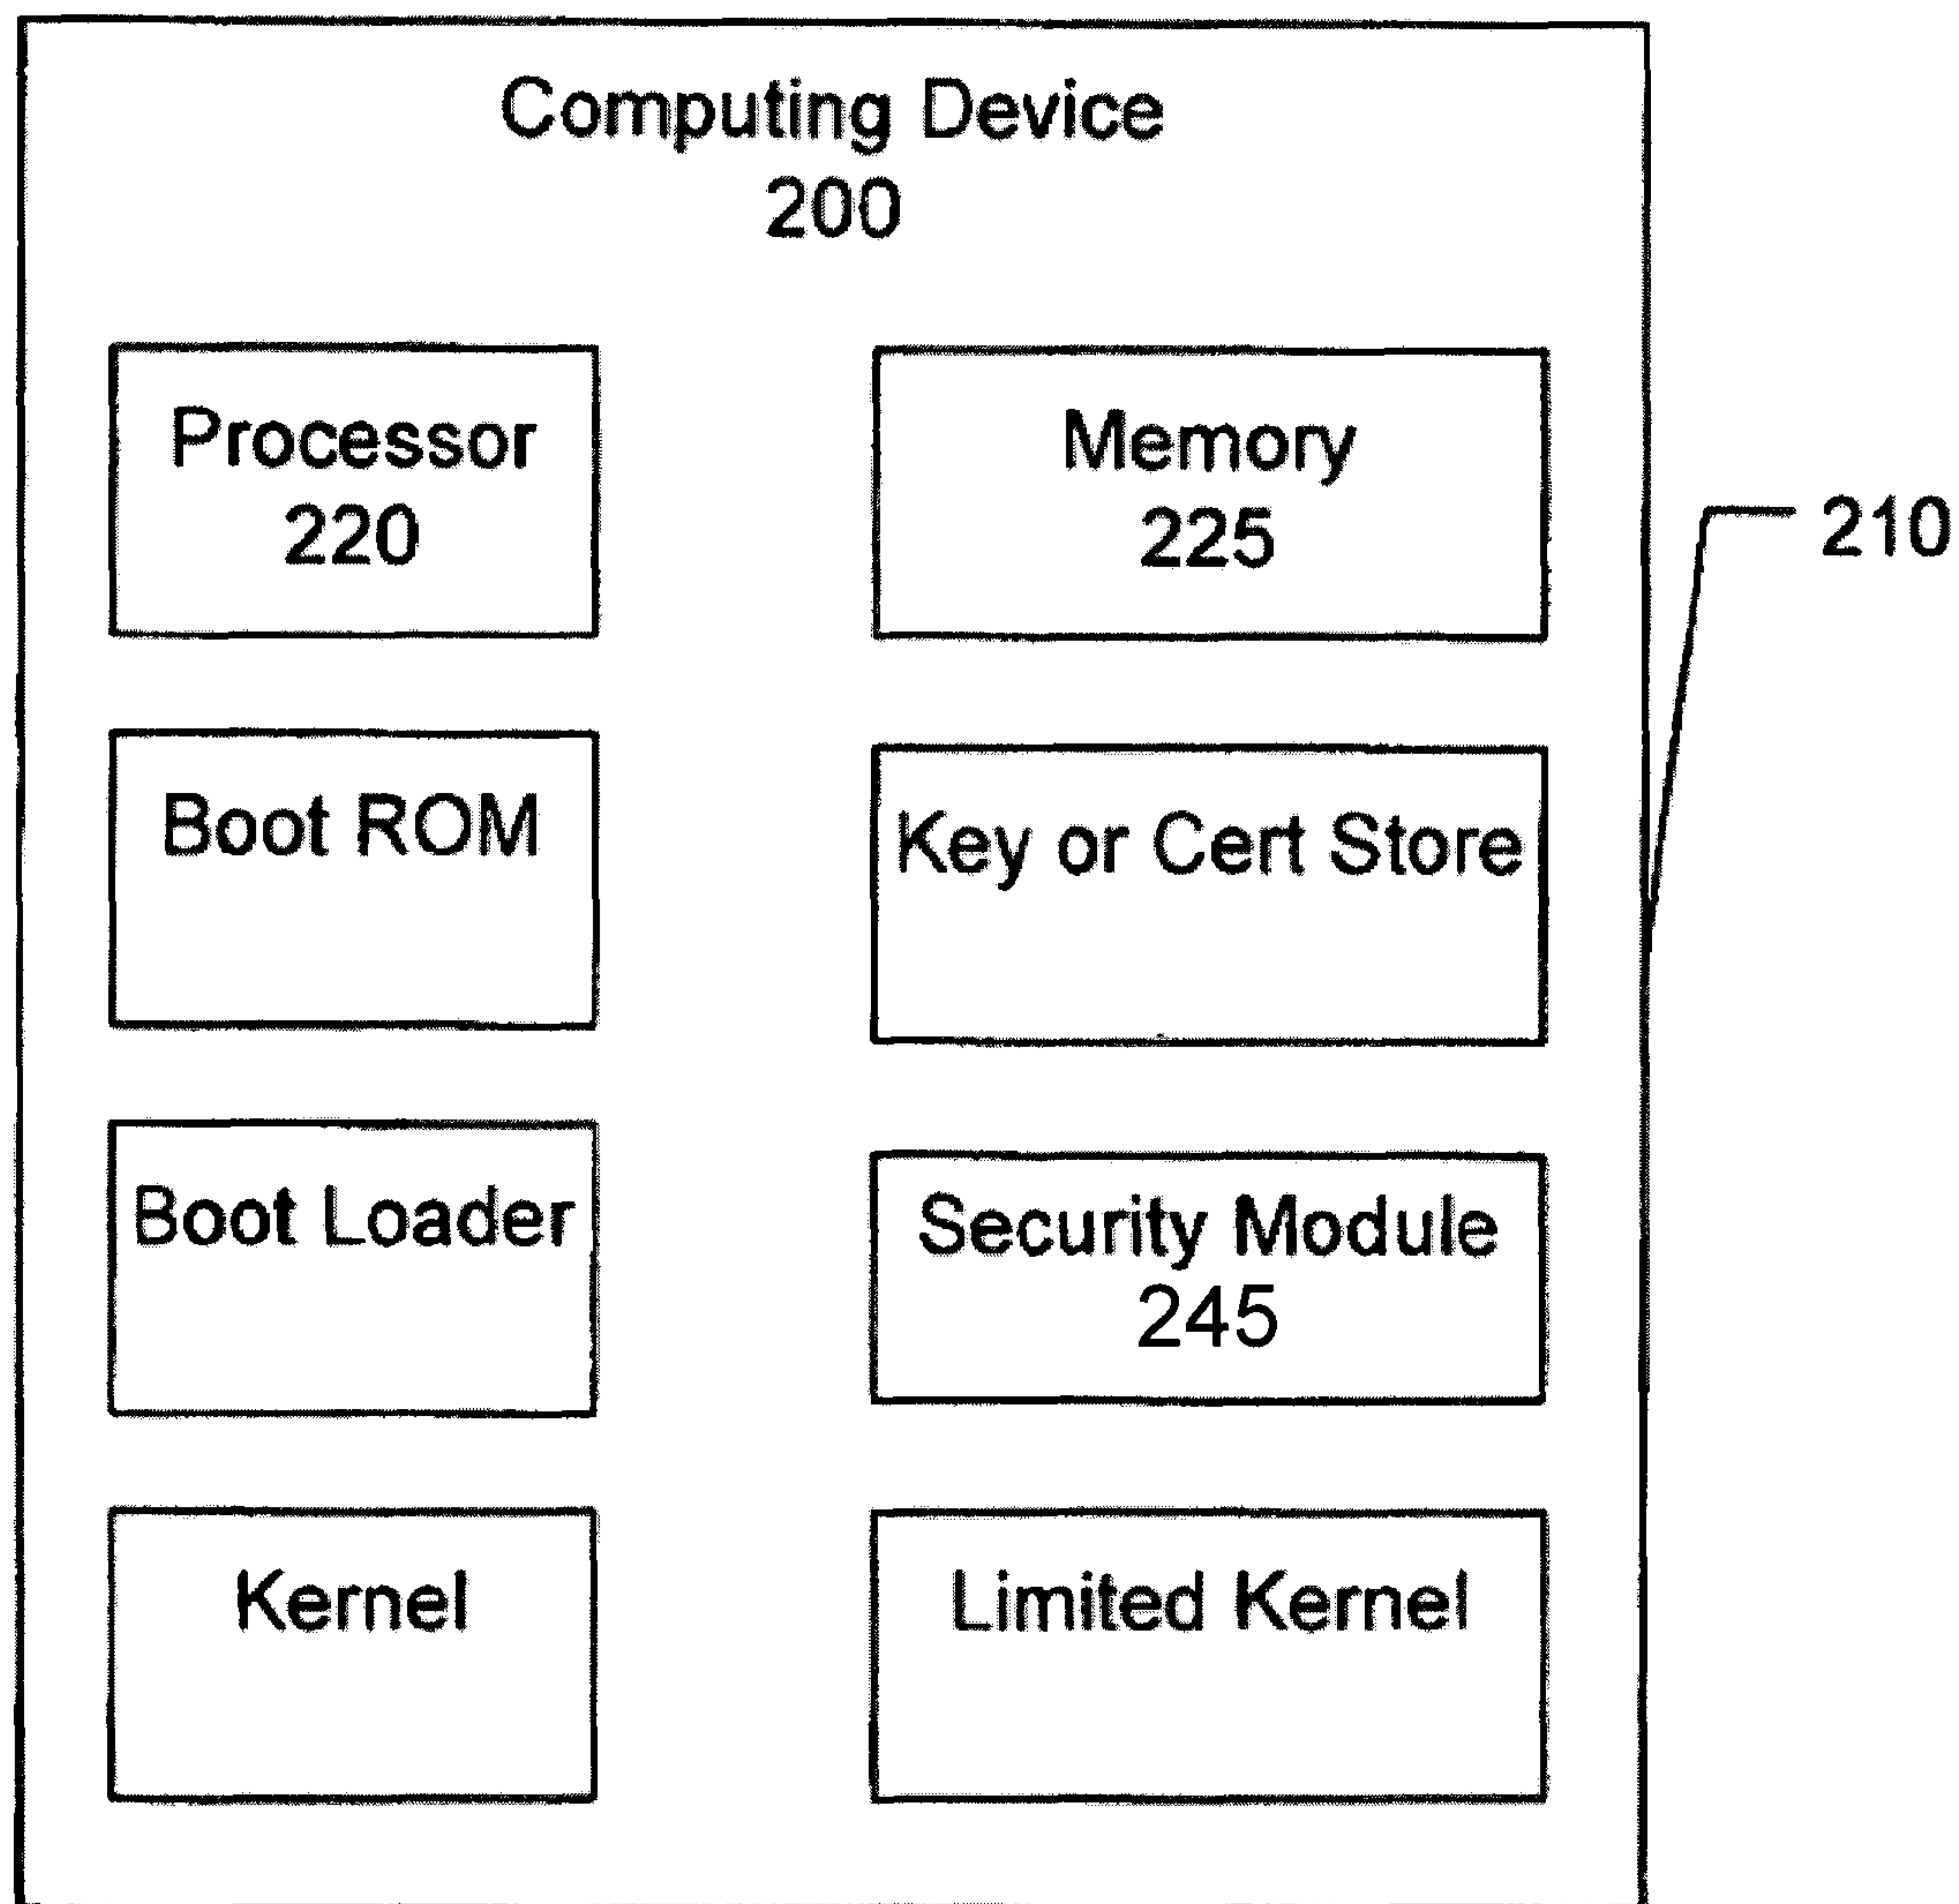 Computing Device
200
Processor
220
Memory
225
210
Boot ROM
Key or Cert Store
Boot Loader
Security Module
245
Kernel
Limited Kernel